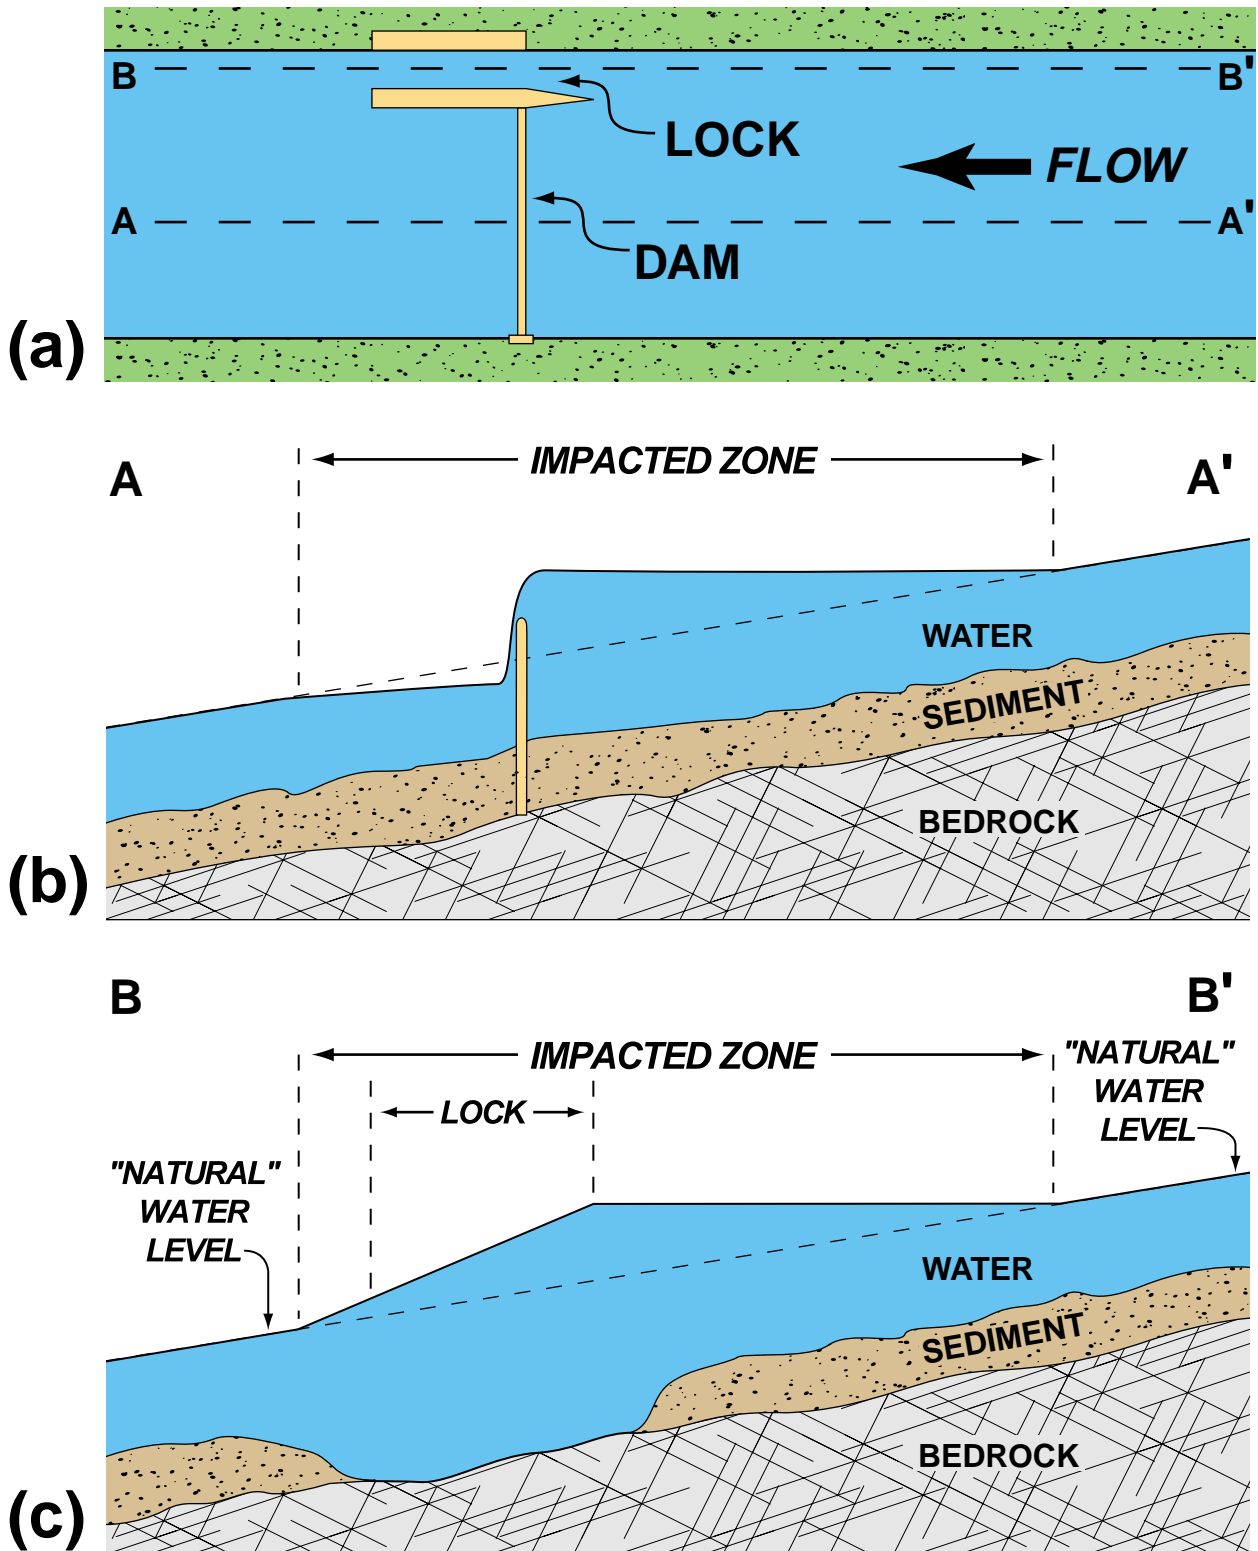 B
B'
LOCK
FLOW
A
A'
DAM
(a)
A
IMPACTED ZONE
A'
WATER
SEDIMENT
BEDROCK
(b)
B
B'
IMPACTED ZONE
"NATURAL"
WATER
LEVEL
LOCK
"NATURAL"
WATER
LEVEL
WATER
SEDIMENT
BEDROCK
(c)